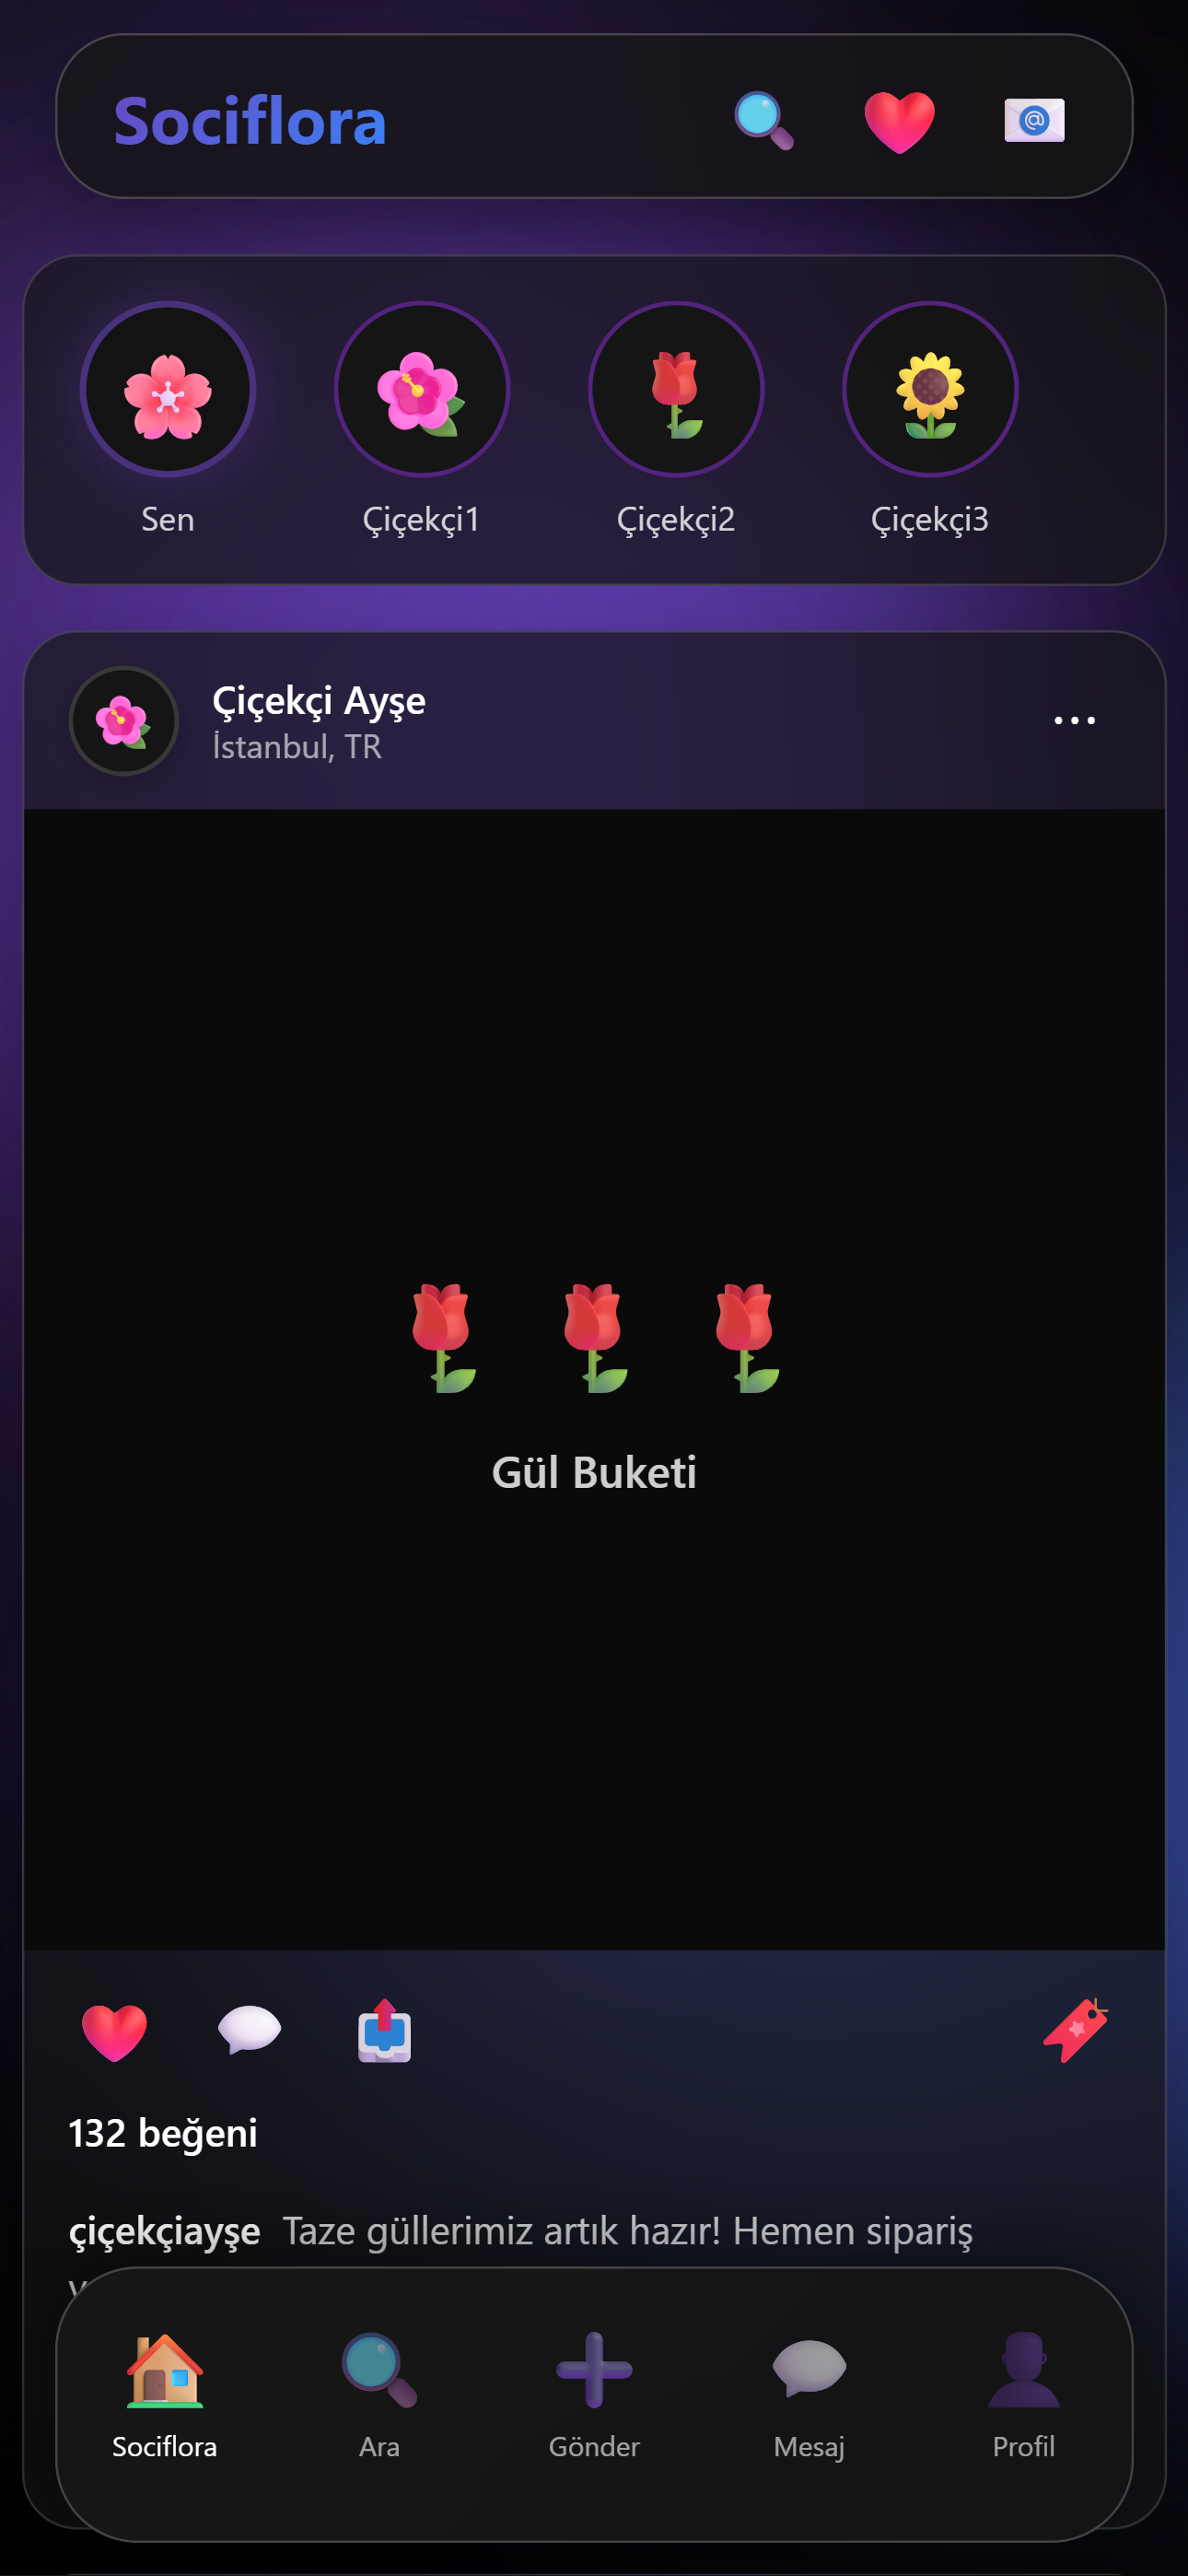 Sociflora
Sen
Çiçekçi1
Çiçekçi2
Çiçekçi3
Çiçekçi Ayşe
İstanbul, TR
Gül Buketi
132 beğeni
çiçekçiayşe Taze güllerimiz artık hazır! Hemen sipariş
Sociflora
Ara
Gönder
Mesaj
Profil